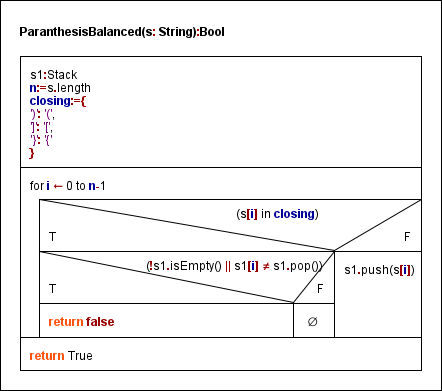 ParanthesisBalanced(s: String):Bool
s1:Stack
n:=s.length
closing:={
')': '(',
']': '[',
'}': '{'
}
for i ← 0 to n-1
(s[i] in closing)
T F
(!s1.isEmpty() || s1[i] ≠ s1.pop())
T F
s1.push(s[i])
return false
∅
return True